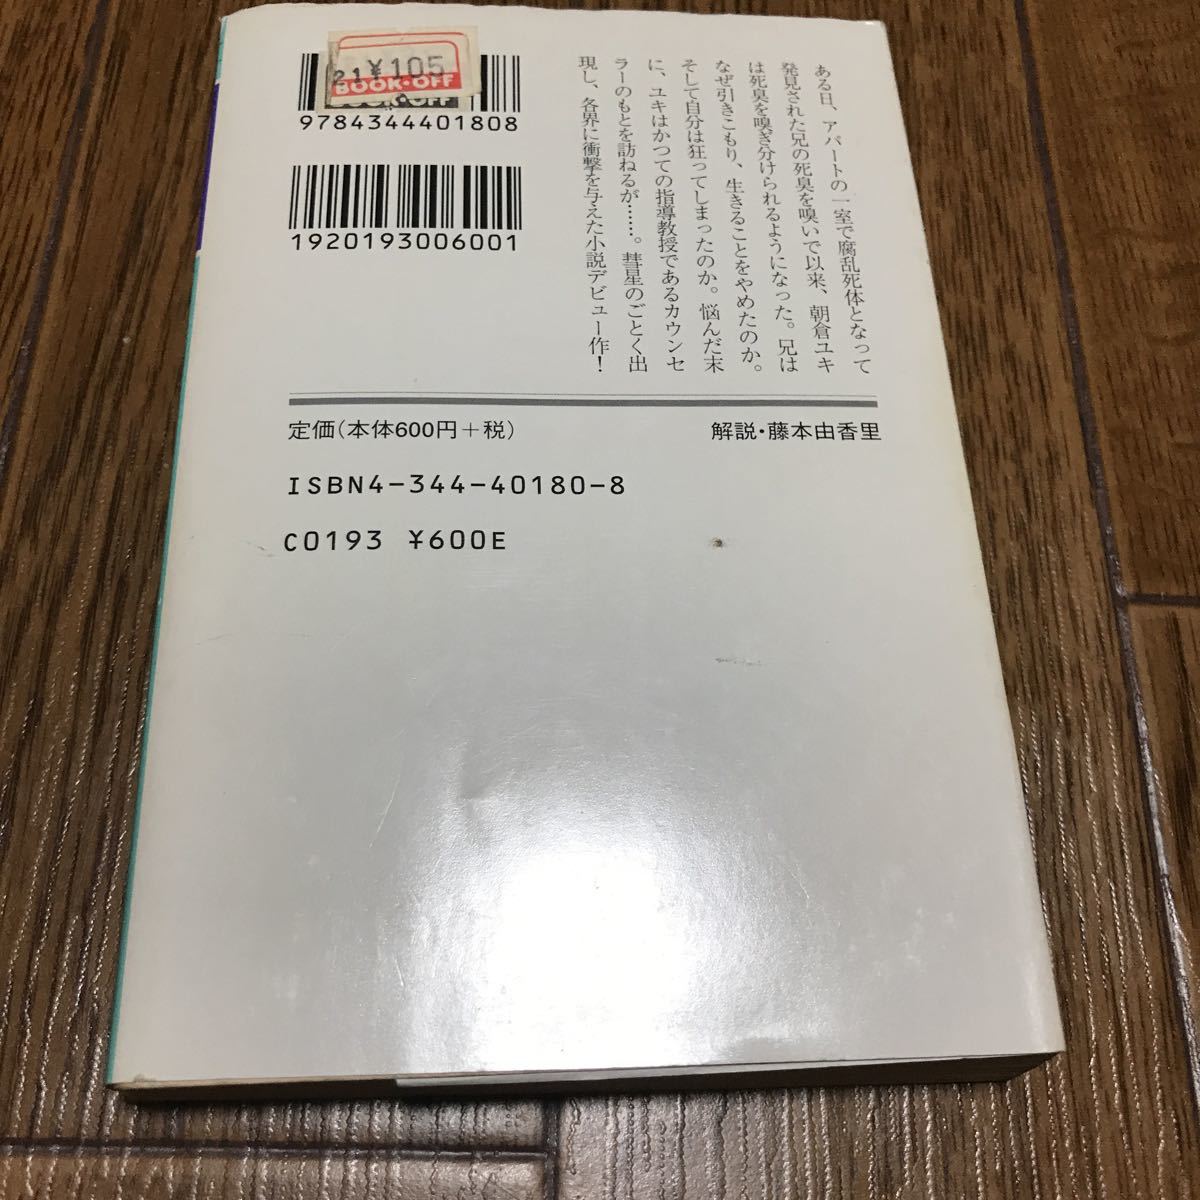 21 ¥105
BOOK・OFF
BOOK・OFF
9784344401808
1920193006001
ある日、アパートの一室で腐乱死体となって
発見された兄の死臭を嗅いで以来、朝倉ユキ
は死臭を嗅ぎ分けられるようになった。兄は
なぜ引きこもり、生きることをやめたのか。
そして自分は狂ってしまったのか。悩んだ末
に、ユキはかつての指導教授であるカウンセ
ラーのもとを訪ねるが……。彗星のごとく出
現し、各界に衝撃を与えた小説デビュー作！
定価(本体600円＋税)
解説・藤本由香里
ISBN4-344-40180-8
C0193 ¥600E